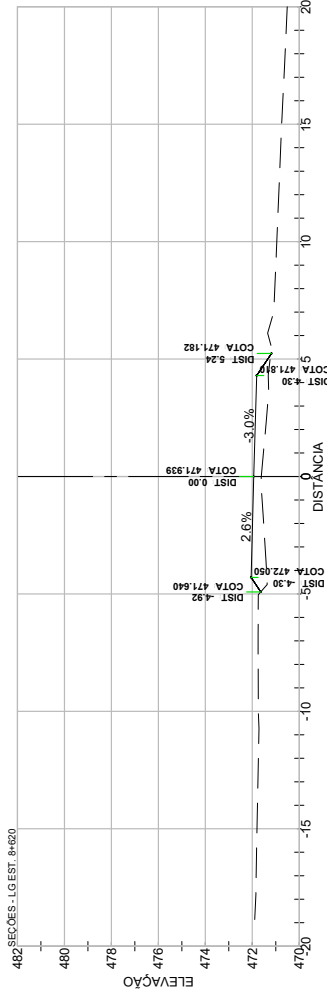 SEÇÕES - LG EST. 8+620
ELEVAÇÃO
482
480
478
476
474
472
470
DIST -4.92
COTA 471.640
DIST -4.30
COTA 472.050
2.6%
DIST 0.00
COTA 471.939
-3.0%
DIST 4.30
COTA 471.810
DIST 5.24
COTA 471.182
-20
-15
-10
-5
0
5
10
15
20
DISTÂNCIA